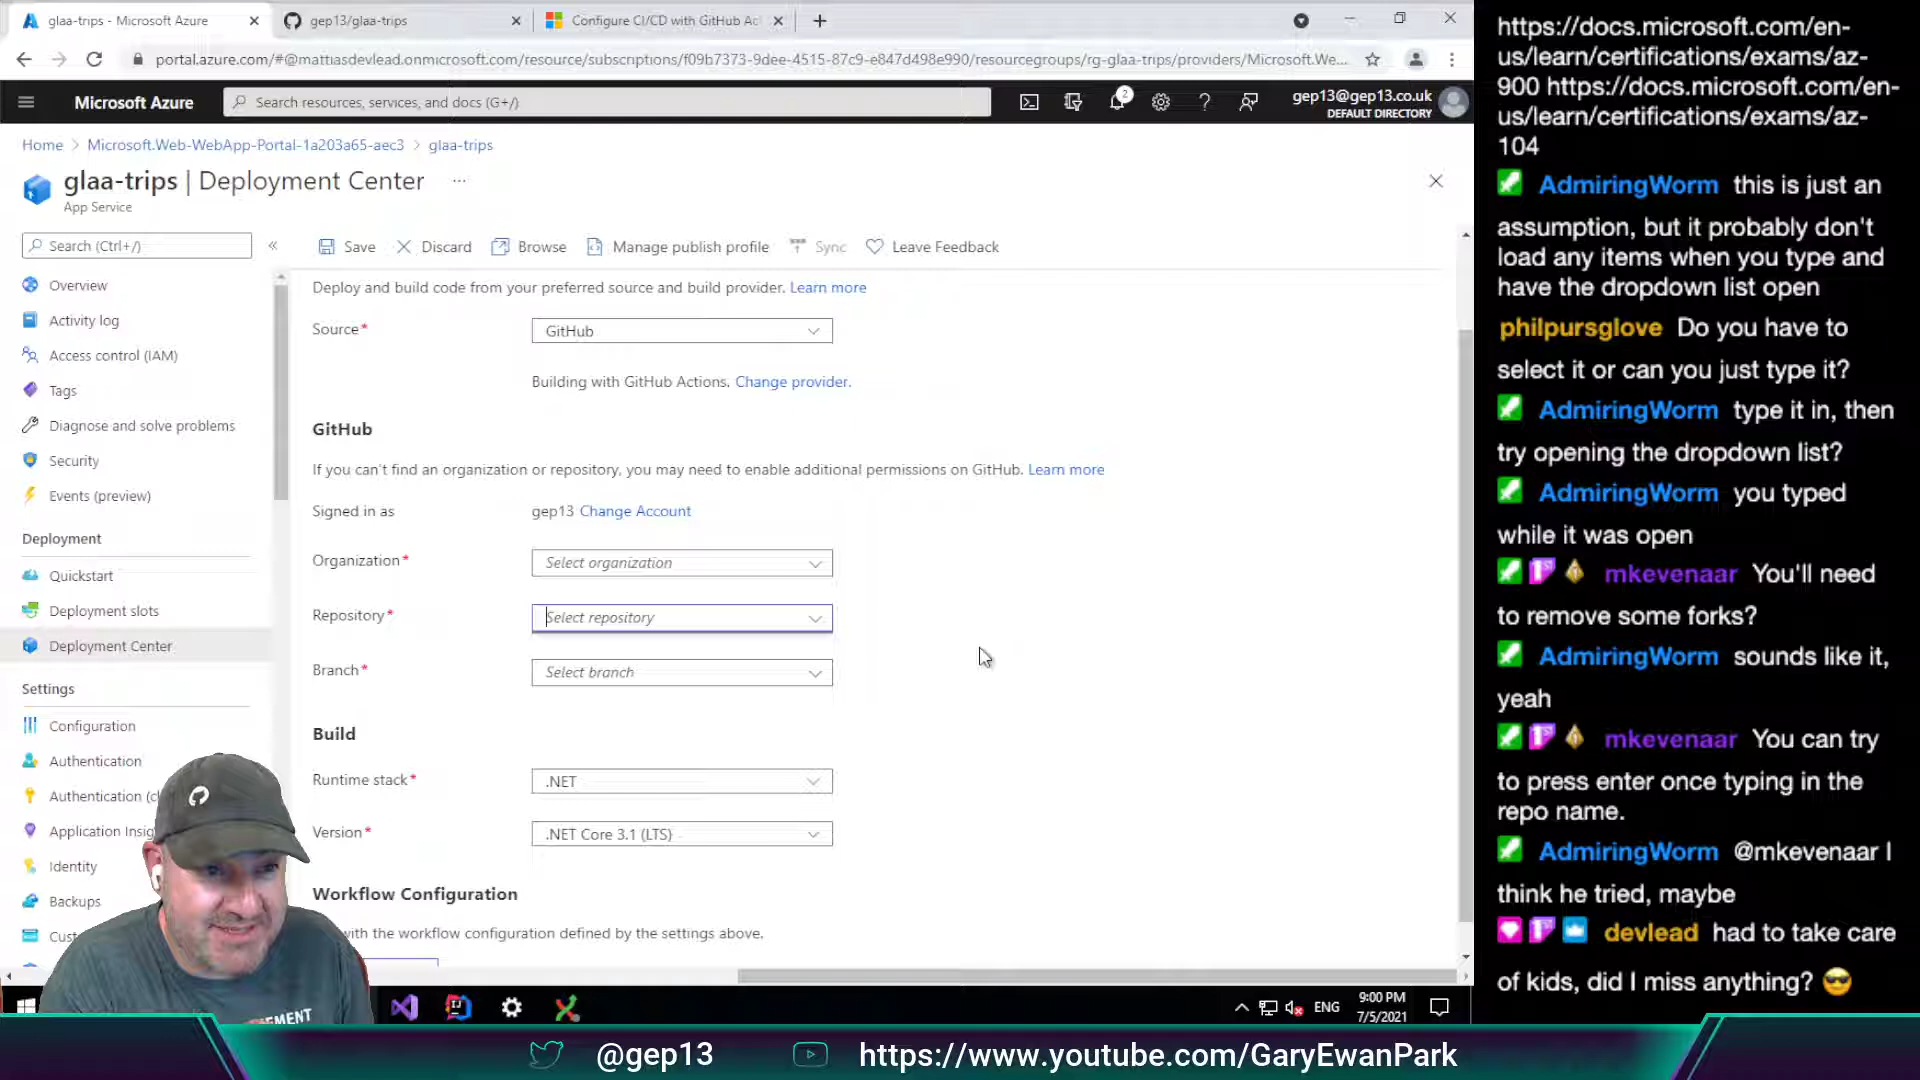 glaa-trips - Microsoft Azure
gep13/glaa-trips
Configure CI/CD with GitHub Ac
portal.azure.com/#@mattiasdevlead.onmicrosoft.com/resource/subscriptions/f09b7373-9dee-4515-87c9-e847d498e990/resourcegroups/rg-glaa-trips/providers/Microsoft.We...
Microsoft Azure
Search resources, services, and docs (G+/)
2
gep13@gep13.co.uk
DEFAULT DIRECTORY
Home > Microsoft.Web-WebApp-Portal-1a203a65-aec3 > glaa-trips
glaa-trips | Deployment Center ...
App Service
Search (Ctrl+/)
Overview
Activity log
Access control (IAM)
Tags
Diagnose and solve problems
Security
Events (preview)
Deployment
Quickstart
Deployment slots
Deployment Center
Settings
Configuration
Authentication
Authentication (c
Application Insig
Identity
Backups
Cust
Save
Discard
Browse
Manage publish profile
Sync
Leave Feedback
Deploy and build code from your preferred source and build provider. Learn more
Source*
GitHub
Building with GitHub Actions. Change provider.
GitHub
If you can't find an organization or repository, you may need to enable additional permissions on GitHub. Learn more
Signed in as
gep13 Change Account
Organization*
Select organization
Repository*
Select repository
Branch*
Select branch
Build
Runtime stack*
.NET
Version*
.NET Core 3.1 (LTS)
Workflow Configuration
with the workflow configuration defined by the settings above.
EMENT
ENG
9:00 PM
7/5/2021
@gep13
https://www.youtube.com/GaryEwanPark
https://docs.microsoft.com/en-
us/learn/certifications/exams/az-
900 https://docs.microsoft.com/en-
us/learn/certifications/exams/az-
104
AdmiringWorm this is just an
assumption, but it probably don't
load any items when you type and
have the dropdown list open
philpursglove Do you have to
select it or can you just type it?
AdmiringWorm type it in, then
try opening the dropdown list?
AdmiringWorm you typed
while it was open
mkevenaar You'll need
to remove some forks?
AdmiringWorm sounds like it,
yeah
mkevenaar You can try
to press enter once typing in the
repo name.
AdmiringWorm @mkevenaar I
think he tried, maybe
devlead had to take care
of kids, did I miss anything? 😎